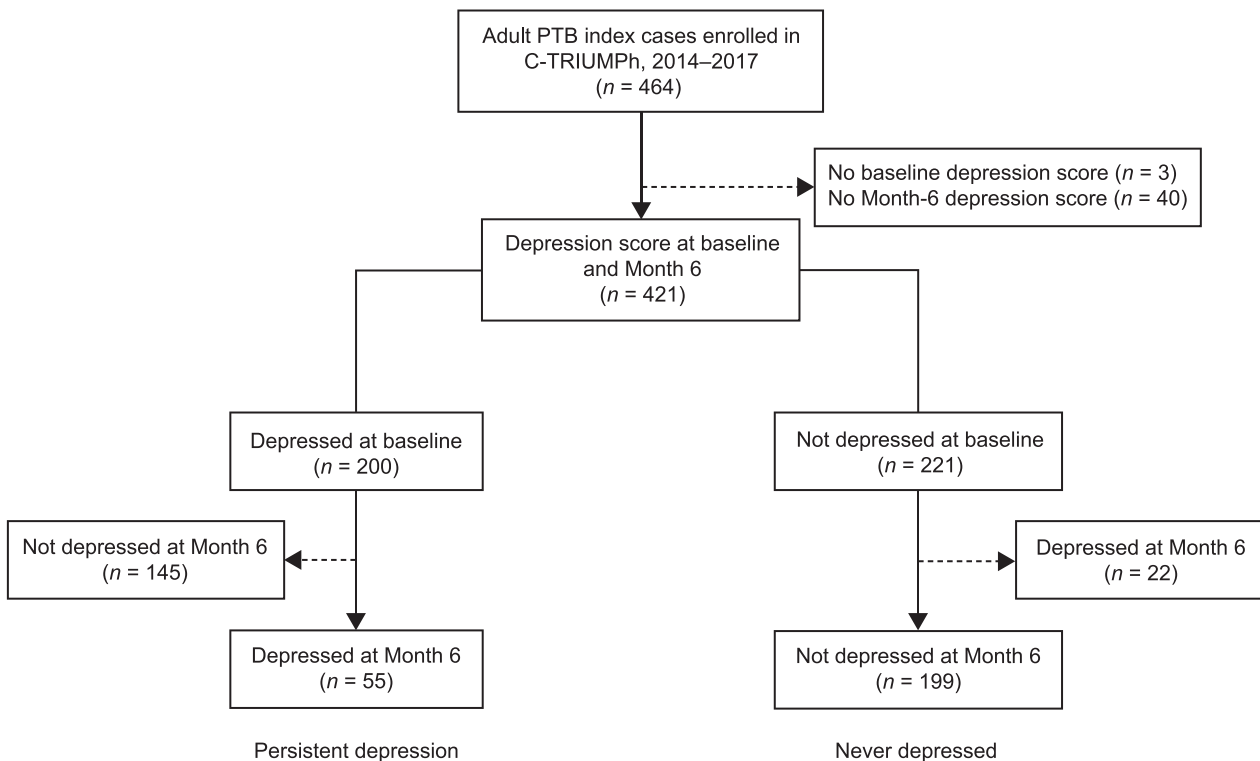 Adult PTB index cases enrolled in
C-TRIUMPh, 2014–2017
(n = 464)
No baseline depression score (n = 3)
No Month-6 depression score (n = 40)
Depression score at baseline
and Month 6
(n = 421)
Depressed at baseline
(n = 200)
Not depressed at baseline
(n = 221)
Not depressed at Month 6
(n = 145)
Depressed at Month 6
(n = 22)
Depressed at Month 6
(n = 55)
Not depressed at Month 6
(n = 199)
Persistent depression
Never depressed